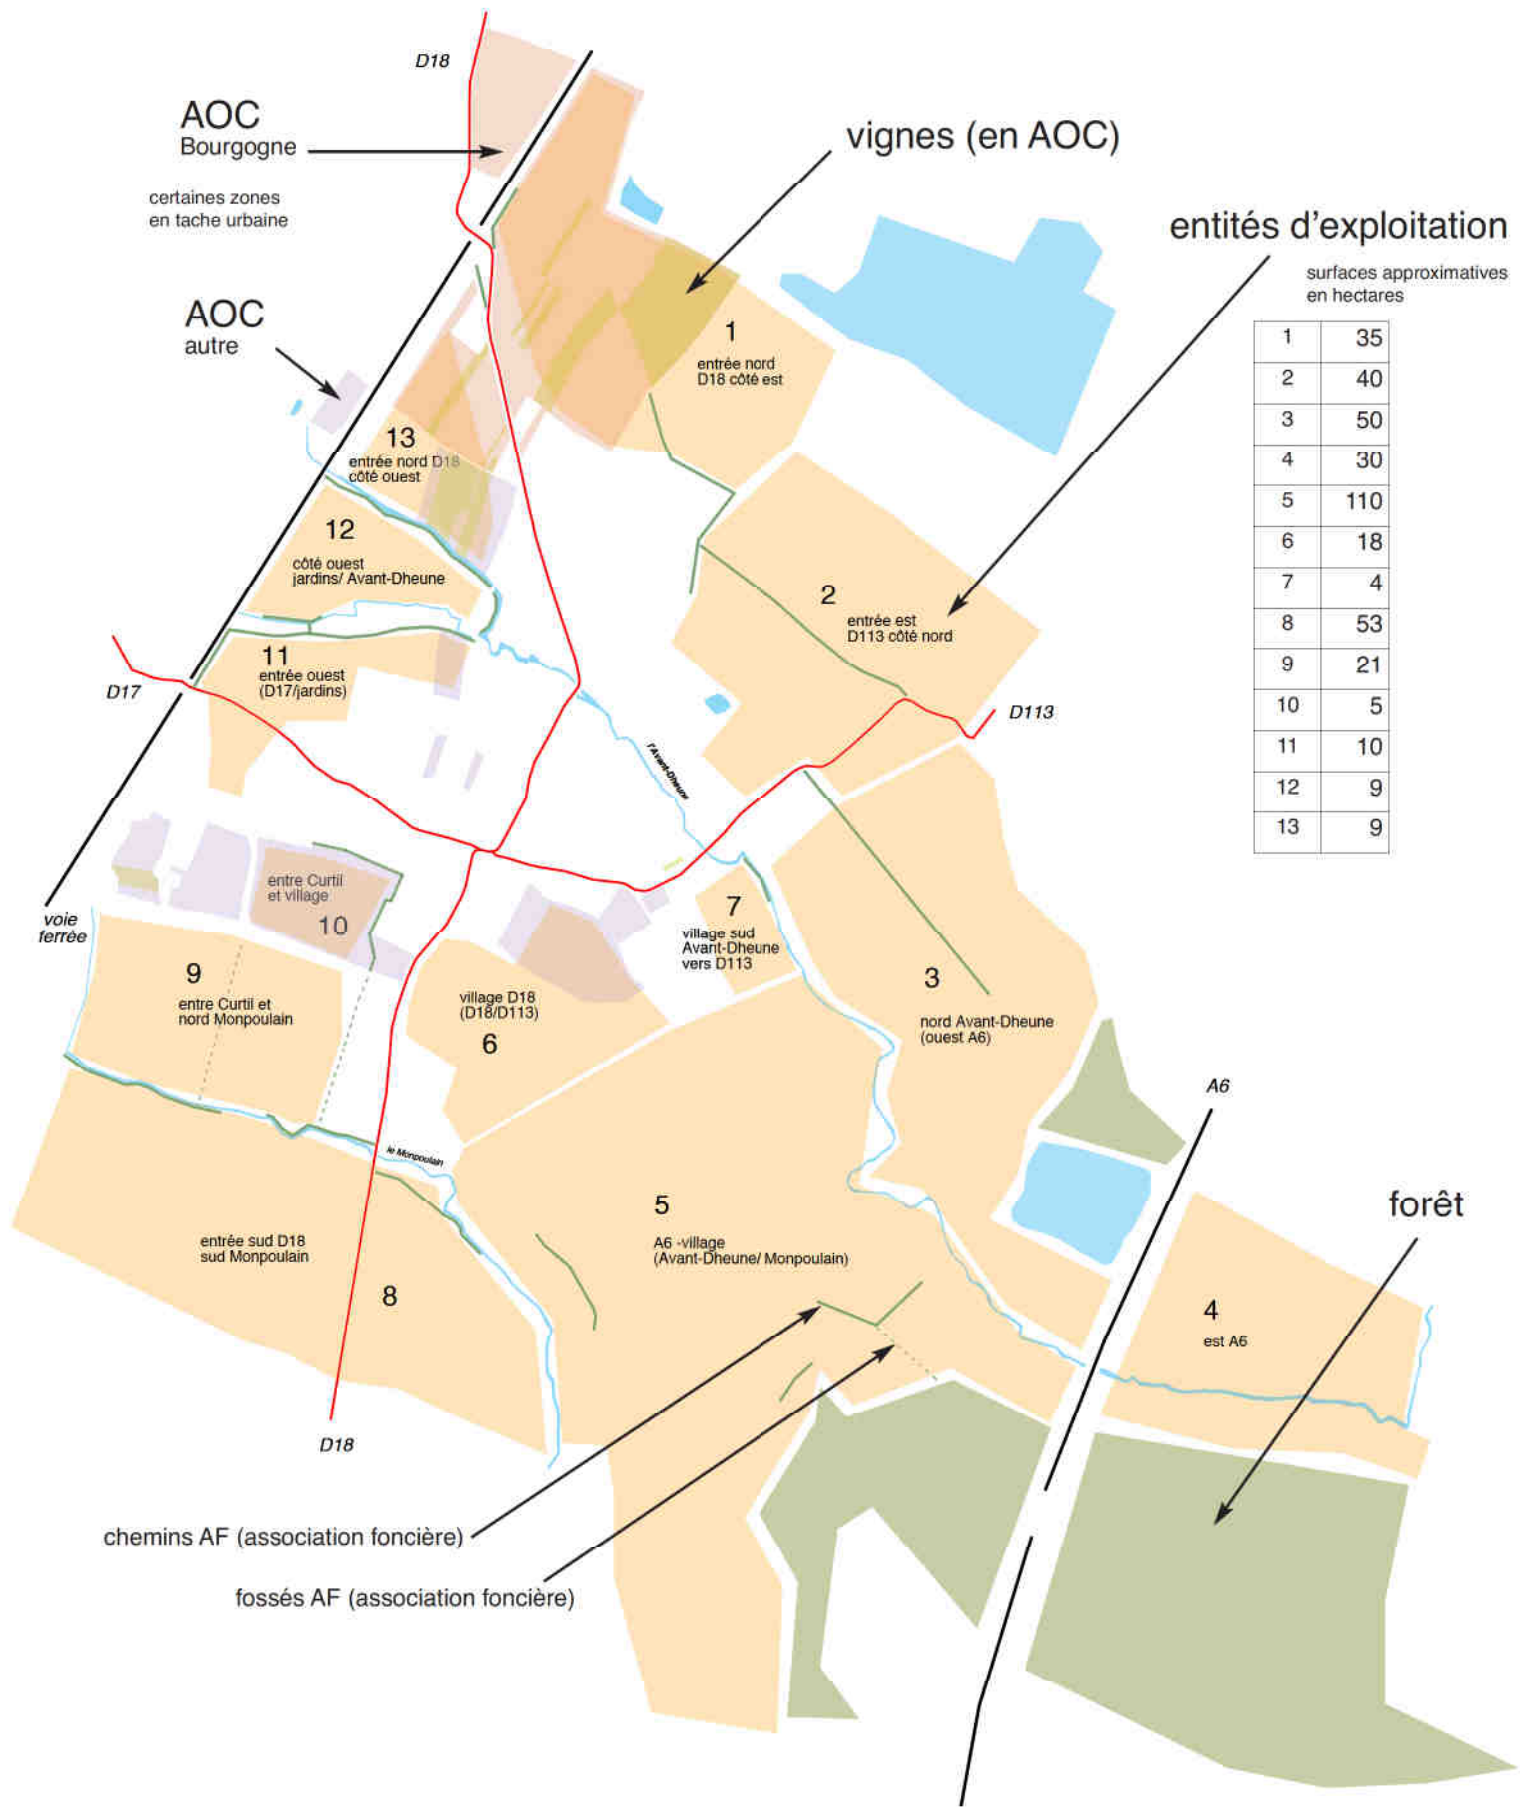 D18
AOC
Bourgogne
certaines zones
en tache urbaine
vignes (en AOC)
entités d'exploitation
surfaces approximatives
en hectares
1 35
2 40
3 50
4 30
5 110
6 18
7 4
8 53
9 21
10 5
11 10
12 9
13 9
AOC
autre
1
entrée nord
D18 côté est
13
entrée nord D18
côté ouest
12
côté ouest
jardins/ Avant-Dheune
2
entrée est
D113 côté nord
11
entrée ouest
(D17/jardins)
D17
D113
l'Avant-Dheune
voie
ferrée
entre Curtil
et village
10
7
village sud
Avant-Dheune
vers D113
9
entre Curtil et
nord Monpoulain
village D18
(D18/D113)
6
3
nord Avant-Dheune
(ouest A6)
A6
le Monpoulain
5
A6 -village
(Avant-Dheune/ Monpoulain)
forêt
entrée sud D18
sud Monpoulain
8
4
est A6
D18
chemins AF (association foncière)
fossés AF (association foncière)